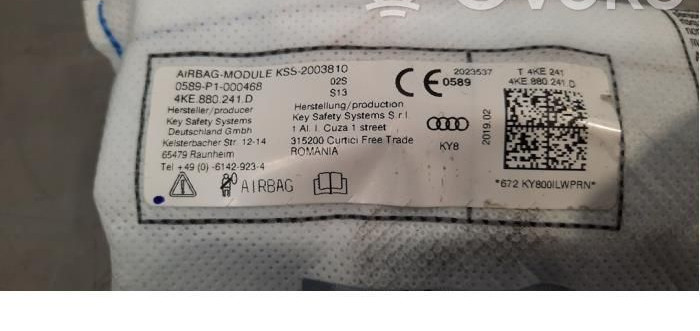 AIRBAG-MODULE KSS-2003810
0589-P1-000468 02S
4KE.880.241.D S13
Hersteller/producer
Key Safety Systems
Deutschland Gmbh
Kelsterbacher Str. 12-14
65479 Raunheim
Tel +49 (0) -6142-923-4
Herstellung/production
Key Safety Systems S.r.l.
1 Al. I. Cuza 1 street
315200 Curtici Free Trade
ROMANIA
CE 0589
2023537
KY8
2019.02
T 4KE 241
4KE.880 241.D
*672 KY800ILWPRN*
AIRBAG